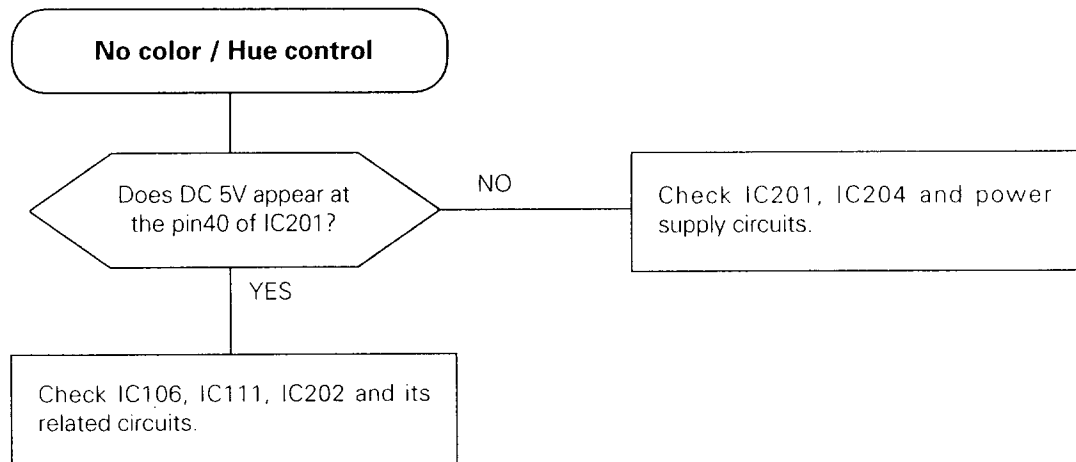 No color / Hue control
Does DC 5V appear at
the pin40 of IC201?
NO
Check IC201, IC204 and power
supply circuits.
YES
Check IC106, IC111, IC202 and its
related circuits.